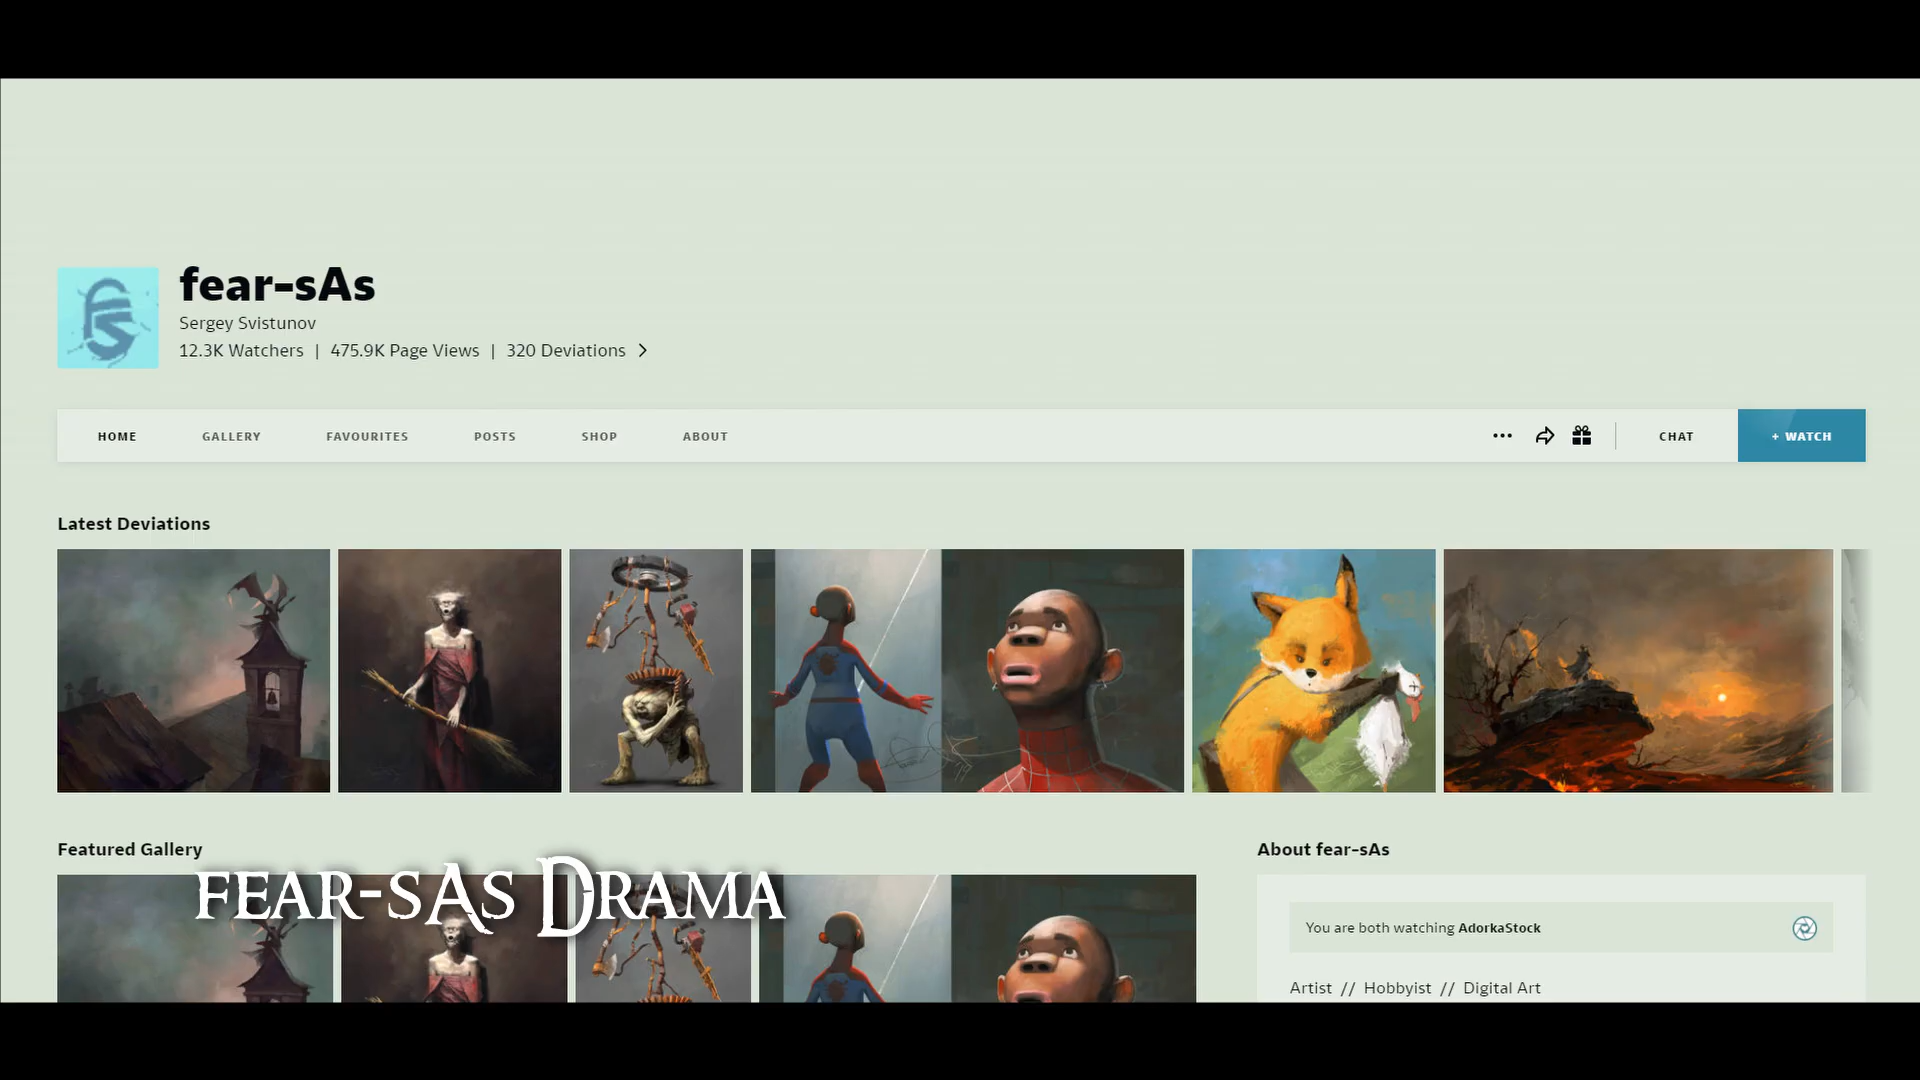 fear-sAs
Sergey Svistunov
12.3K Watchers | 475.9K Page Views | 320 Deviations
HOME GALLERY FAVOURITES POSTS SHOP ABOUT CHAT + WATCH
Latest Deviations
Featured Gallery
fear-sAs Drama
About fear-sAs
You are both watching AdorkaStock
Artist // Hobbyist // Digital Art